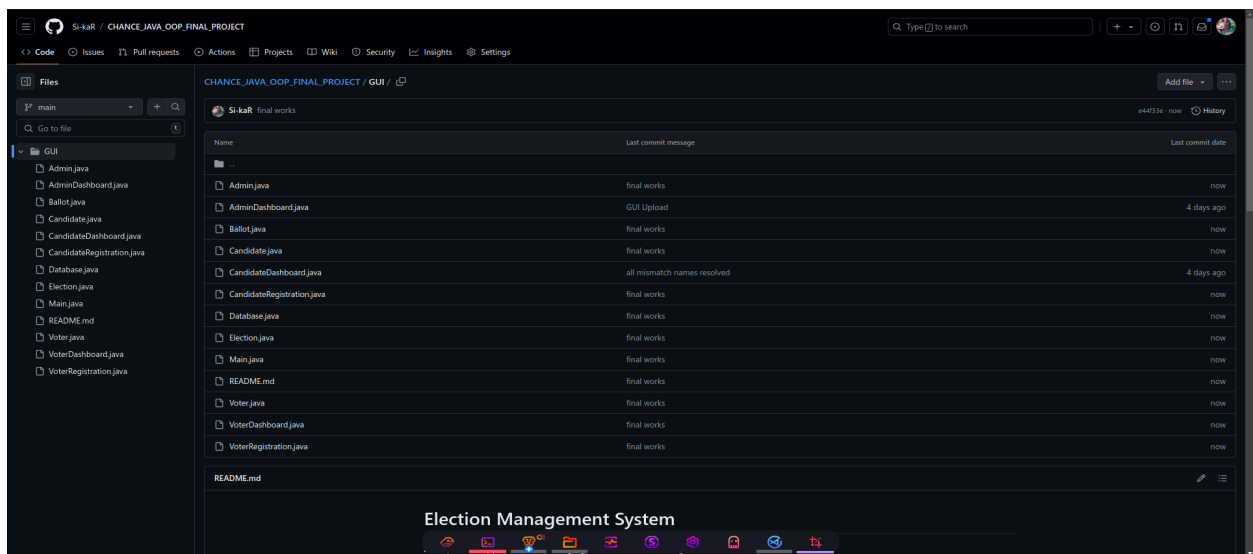 Si-kaR / CHANCE_JAVA_OOP_FINAL_PROJECT
Type / to search
Code Issues Pull requests Actions Projects Wiki Security Insights Settings
Files
main
Go to file t
GUI
Admin.java
AdminDashboard.java
Ballot.java
Candidate.java
CandidateDashboard.java
CandidateRegistration.java
Database.java
Election.java
Main.java
README.md
Voter.java
VoterDashboard.java
VoterRegistration.java
CHANCE_JAVA_OOP_FINAL_PROJECT / GUI /
Add file
Si-kaR final works
e44f33e · now History
Name Last commit message Last commit date
..
Admin.java final works now
AdminDashboard.java GUI Upload 4 days ago
Ballot.java final works now
Candidate.java final works now
CandidateDashboard.java all mismatch names resolved 4 days ago
CandidateRegistration.java final works now
Database.java final works now
Election.java final works now
Main.java final works now
README.md final works now
Voter.java final works now
VoterDashboard.java final works now
VoterRegistration.java final works now
README.md
Election Management System